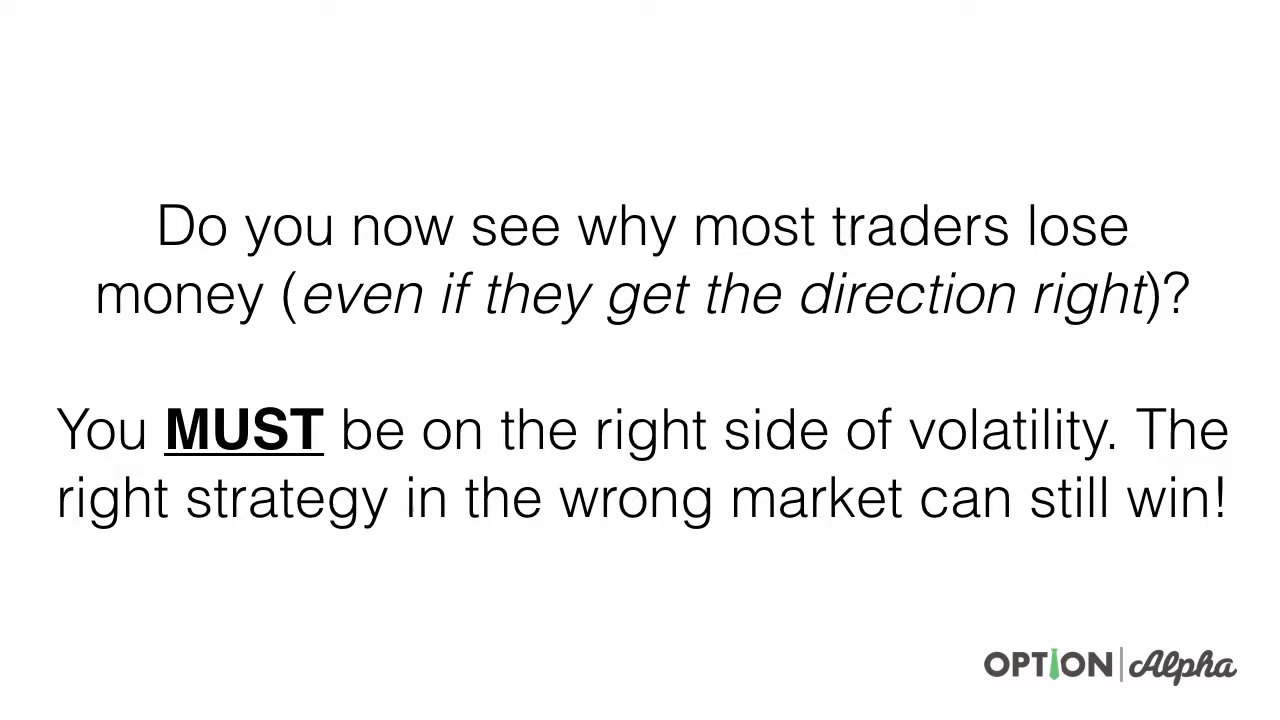 Do you now see why most traders lose
money (even if they get the direction right)?
You MUST be on the right side of volatility. The
right strategy in the wrong market can still win!
OPTION Alpha